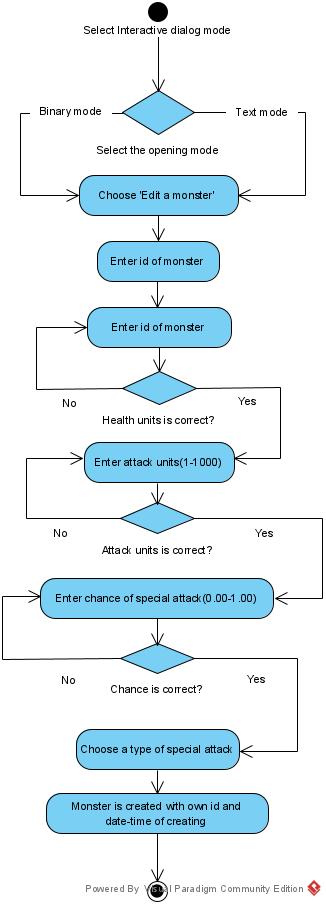 Select Interactive dialog mode
Binary mode
Text mode
Select the opening mode
Choose 'Edit a monster'
Enter id of monster
Enter id of monster
No
Yes
Health units is correct?
Enter attack units(1-1000)
No
Yes
Attack units is correct?
Enter chance of special attack(0.00-1.00)
No
Yes
Chance is correct?
Choose a type of special attack
Monster is created with own id and
date-time of creating
Powered By Visual Paradigm Community Edition